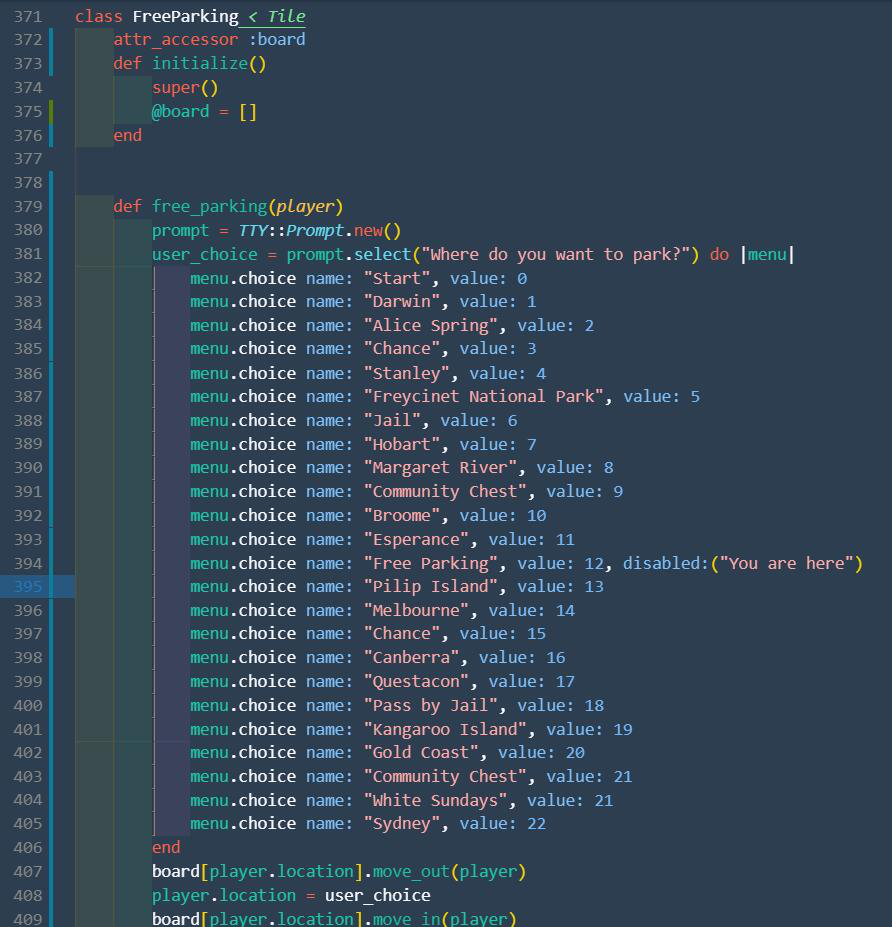 371 class FreeParking < Tile
372     attr_accessor :board
373     def initialize()
374         super()
375         @board = []
376     end
377
378
379     def free_parking(player)
380         prompt = TTY::Prompt.new()
381         user_choice = prompt.select("Where do you want to park?") do |menu|
382             menu.choice name: "Start", value: 0
383             menu.choice name: "Darwin", value: 1
384             menu.choice name: "Alice Spring", value: 2
385             menu.choice name: "Chance", value: 3
386             menu.choice name: "Stanley", value: 4
387             menu.choice name: "Freycinet National Park", value: 5
388             menu.choice name: "Jail", value: 6
389             menu.choice name: "Hobart", value: 7
390             menu.choice name: "Margaret River", value: 8
391             menu.choice name: "Community Chest", value: 9
392             menu.choice name: "Broome", value: 10
393             menu.choice name: "Esperance", value: 11
394             menu.choice name: "Free Parking", value: 12, disabled:("You are here")
395             menu.choice name: "Pilip Island", value: 13
396             menu.choice name: "Melbourne", value: 14
397             menu.choice name: "Chance", value: 15
398             menu.choice name: "Canberra", value: 16
399             menu.choice name: "Questacon", value: 17
400             menu.choice name: "Pass by Jail", value: 18
401             menu.choice name: "Kangaroo Island", value: 19
402             menu.choice name: "Gold Coast", value: 20
403             menu.choice name: "Community Chest", value: 21
404             menu.choice name: "White Sundays", value: 21
405             menu.choice name: "Sydney", value: 22
406         end
407         board[player.location].move_out(player)
408         player.location = user_choice
409         board[player.location].move_in(player)